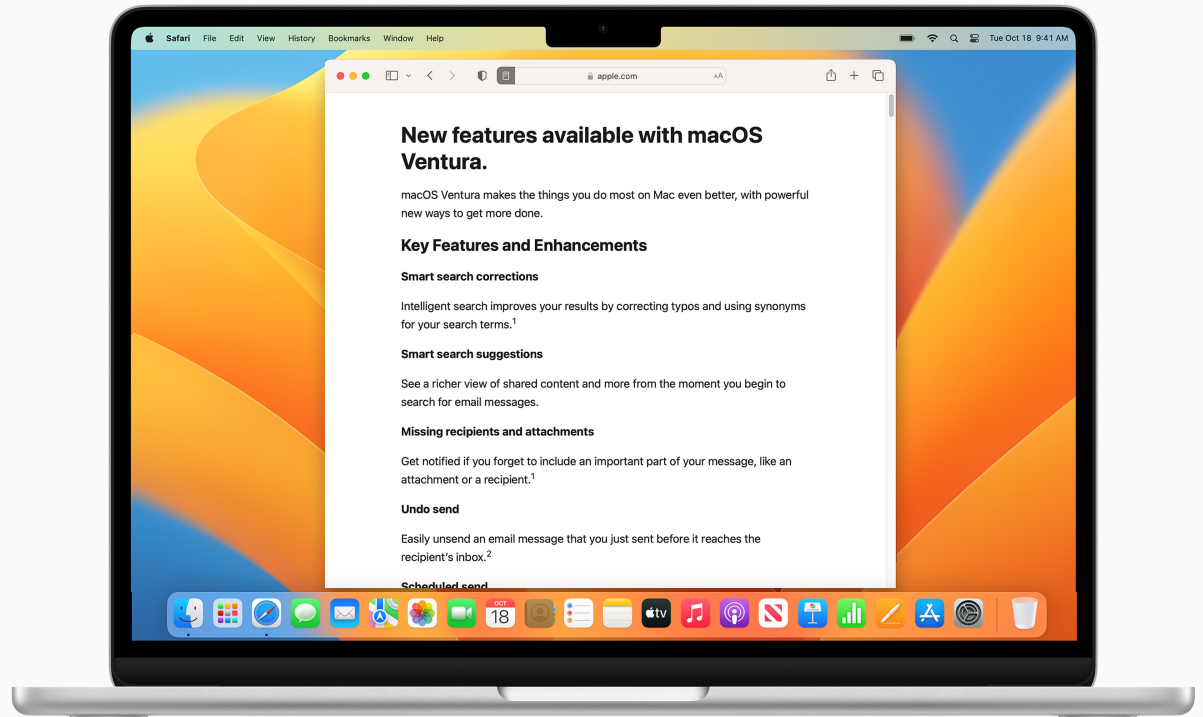 Safari File Edit View History Bookmarks Window Help
Tue Oct 18 9:41 AM
apple.com
AA
New features available with macOS
Ventura.
macOS Ventura makes the things you do most on Mac even better, with powerful
new ways to get more done.
Key Features and Enhancements
Smart search corrections
Intelligent search improves your results by correcting typos and using synonyms
for your search terms.1
Smart search suggestions
See a richer view of shared content and more from the moment you begin to
search for email messages.
Missing recipients and attachments
Get notified if you forget to include an important part of your message, like an
attachment or a recipient.1
Undo send
Easily unsend an email message that you just sent before it reaches the
recipient's inbox.2
Scheduled send
OCT
18
tv